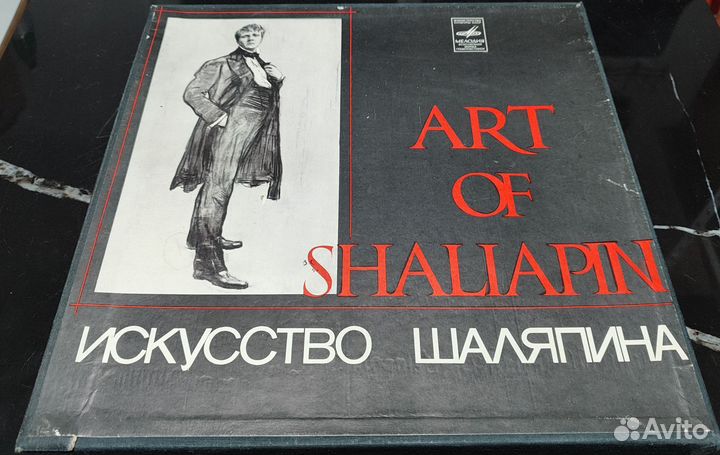 МЕЛОДИЯ
ART
OF
SHALIAPIN
ИСКУССТВО ШАЛЯПИНА
Avito